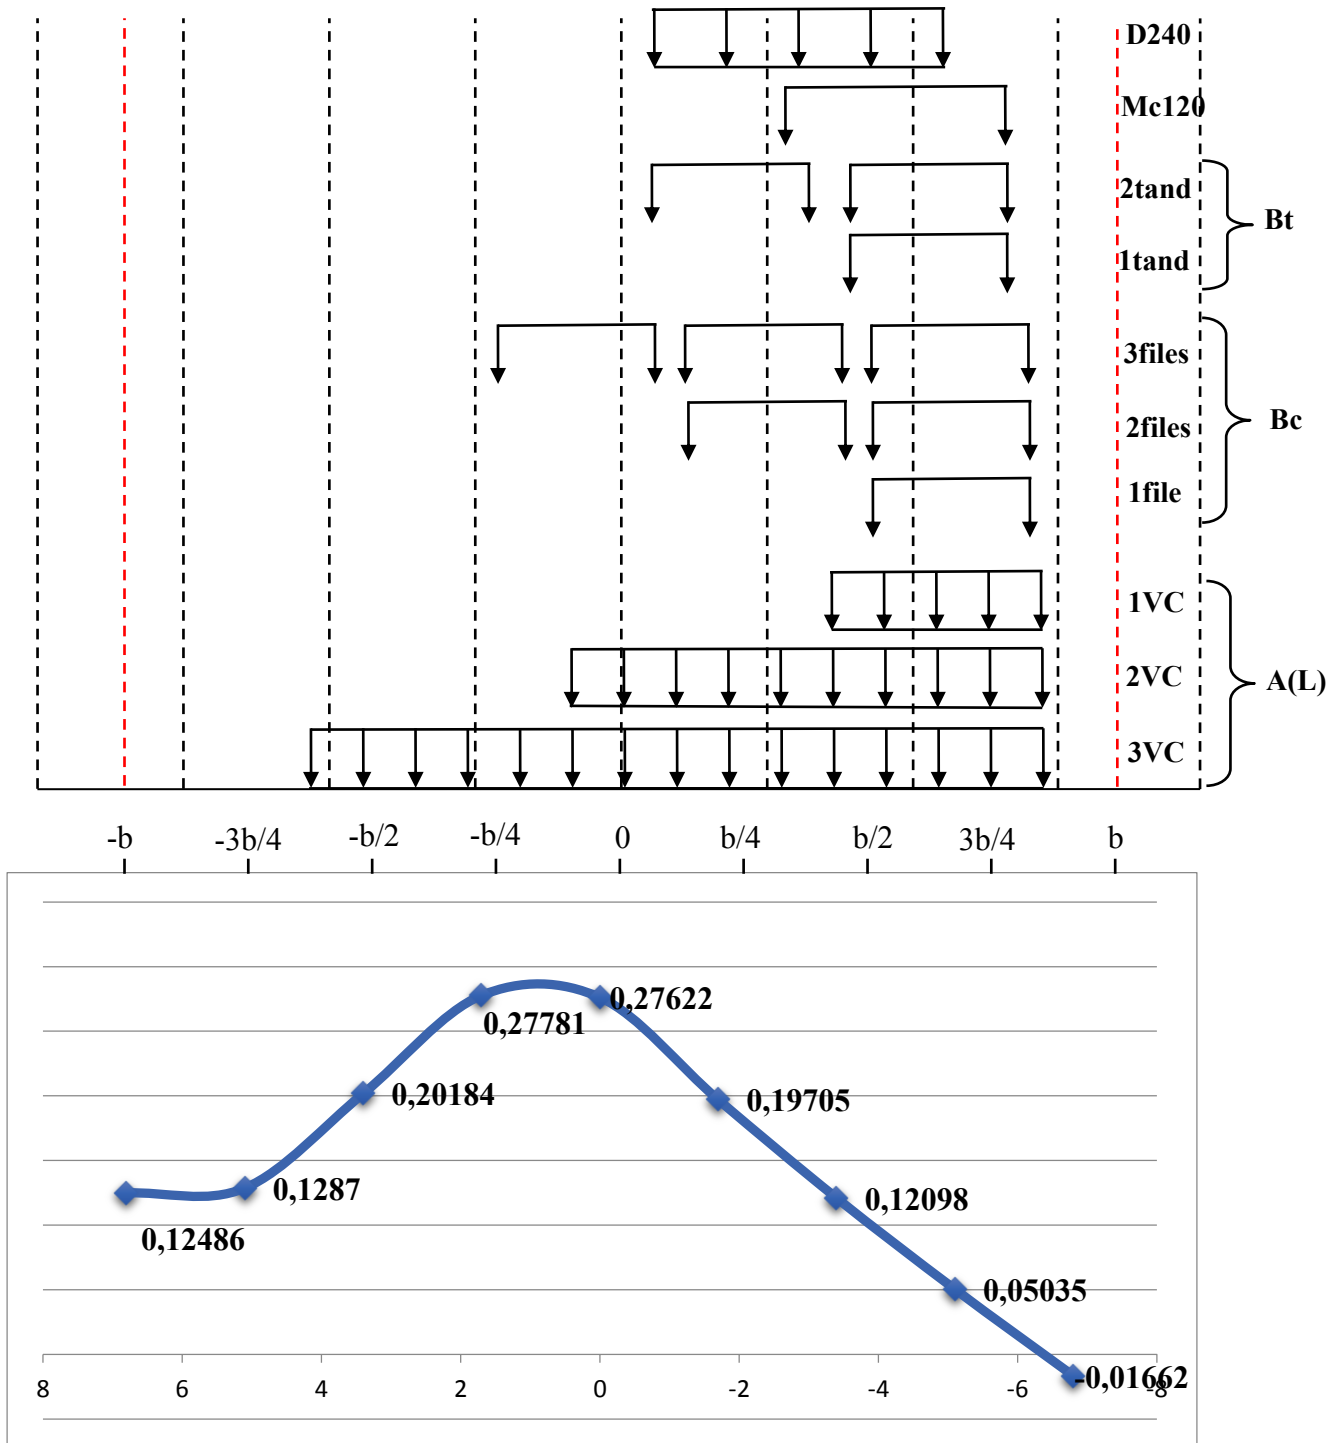 D240
Mc120
2tand
Bt
1tand
3files
2files
Bc
1file
1VC
2VC
A(L)
3VC
-b -3b/4 -b/2 -b/4 0 b/4 b/2 3b/4 b
0,27622
0,27781
0,20184
0,19705
0,1287
0,12098
0,12486
0,05035
-0,01662
8 6 4 2 0 -2 -4 -6 -8